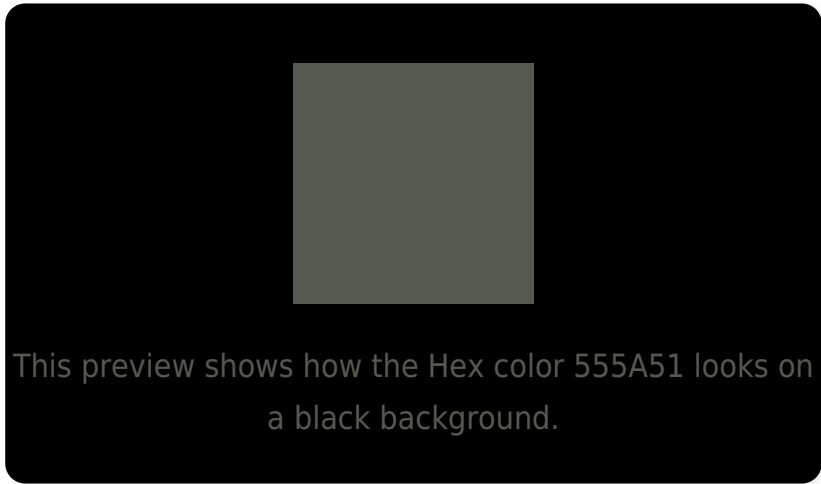 This preview shows how the Hex color 555A51 looks on
a black background.